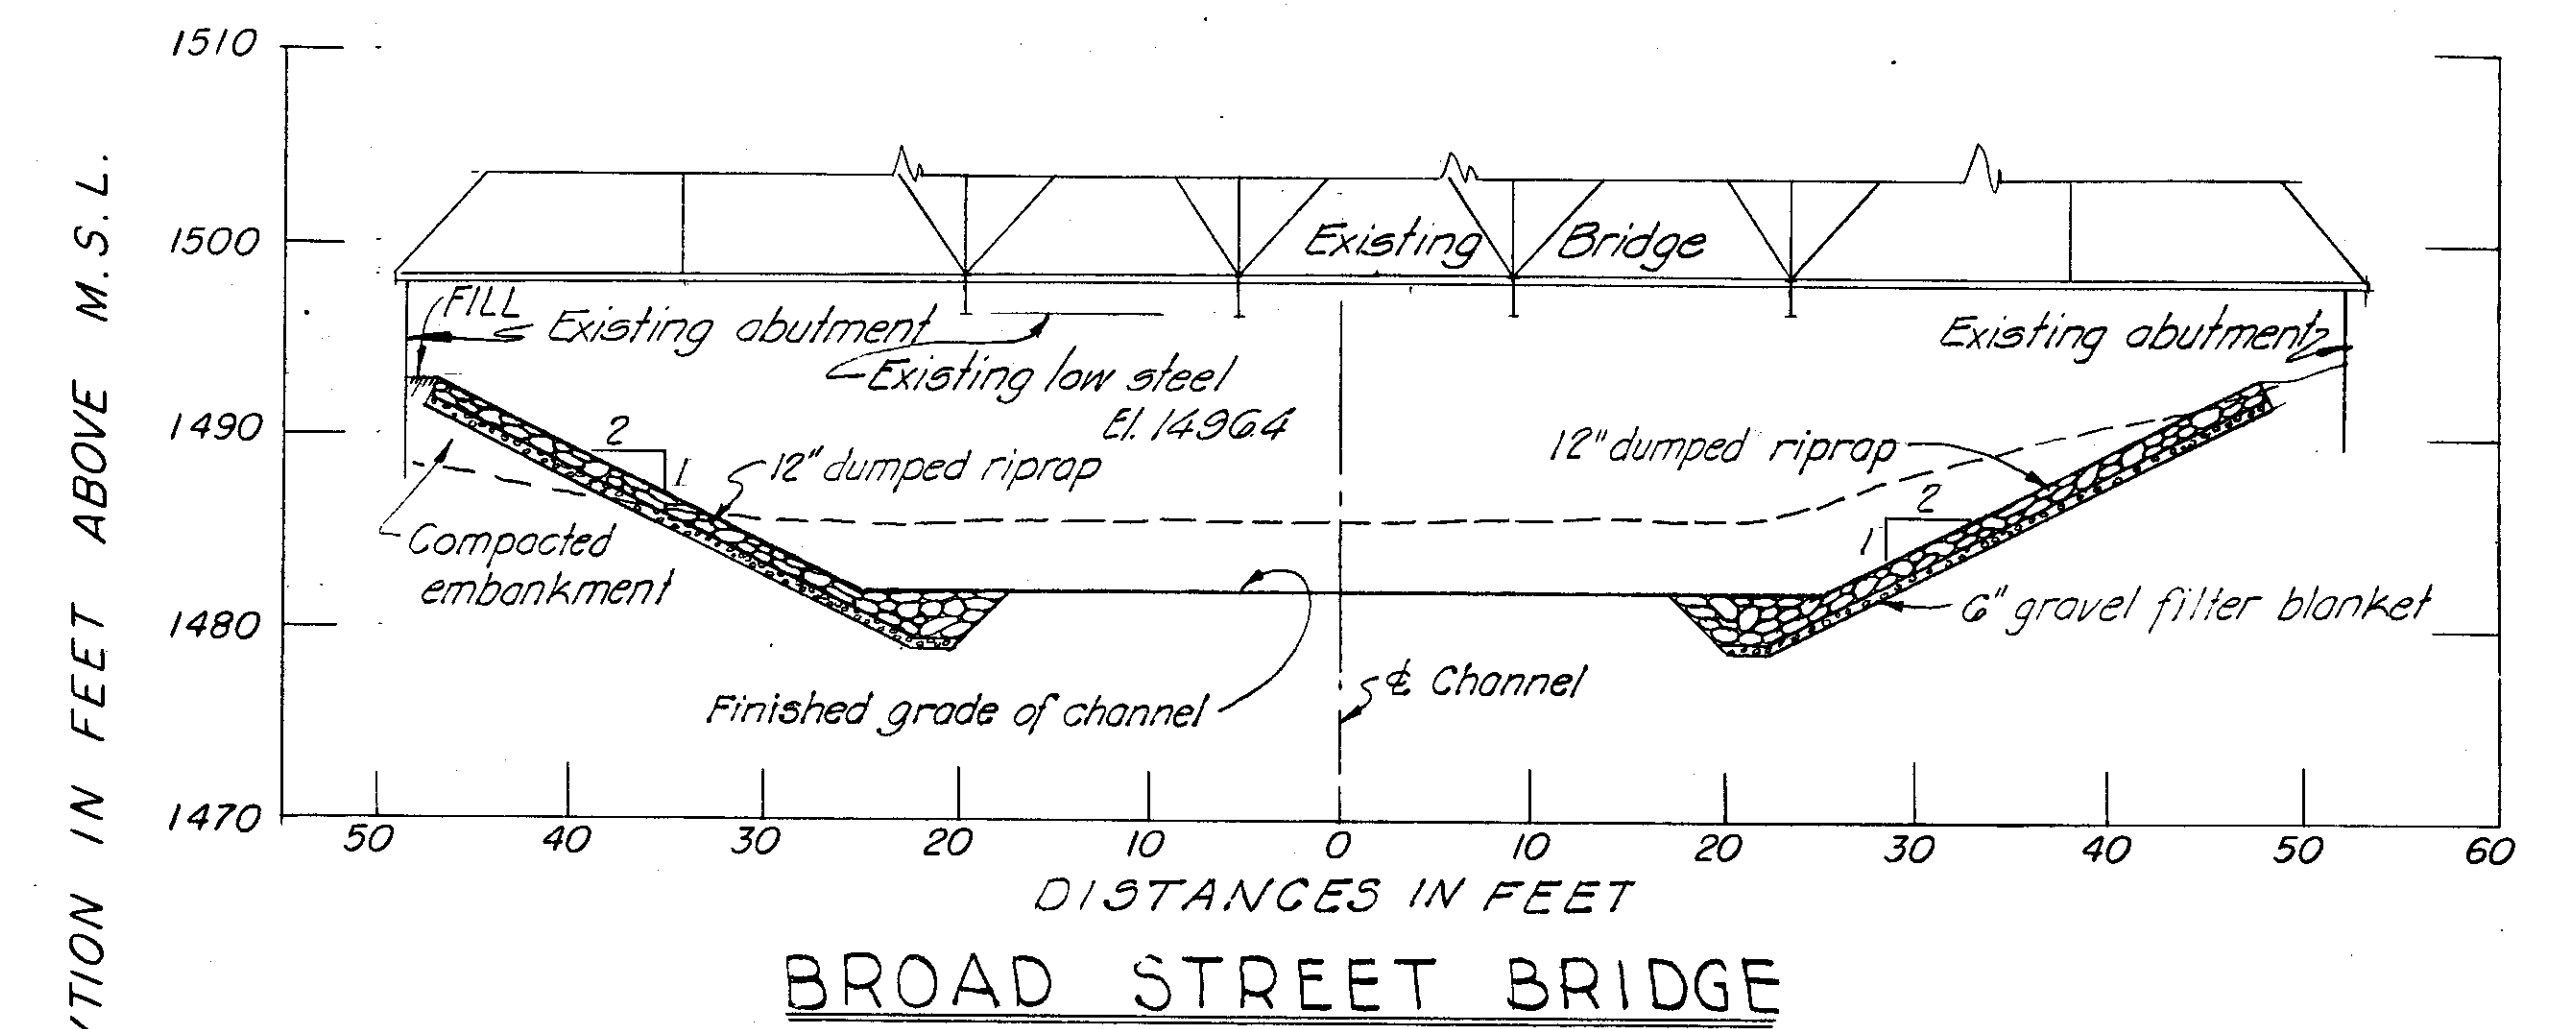 1510
1500
1490
1480
1470
TION IN FEET ABOVE M.S.L.
Existing Bridge
FILL
Existing abutment
Existing abutment
Existing low steel
El. 1496.4
2
1
12" dumped riprap
12" dumped riprap
2
1
Compacted
embankment
6" gravel filter blanket
Finished grade of channel
℄ Channel
50 40 30 20 10 0 10 20 30 40 50 60
DISTANCES IN FEET
BROAD STREET BRIDGE